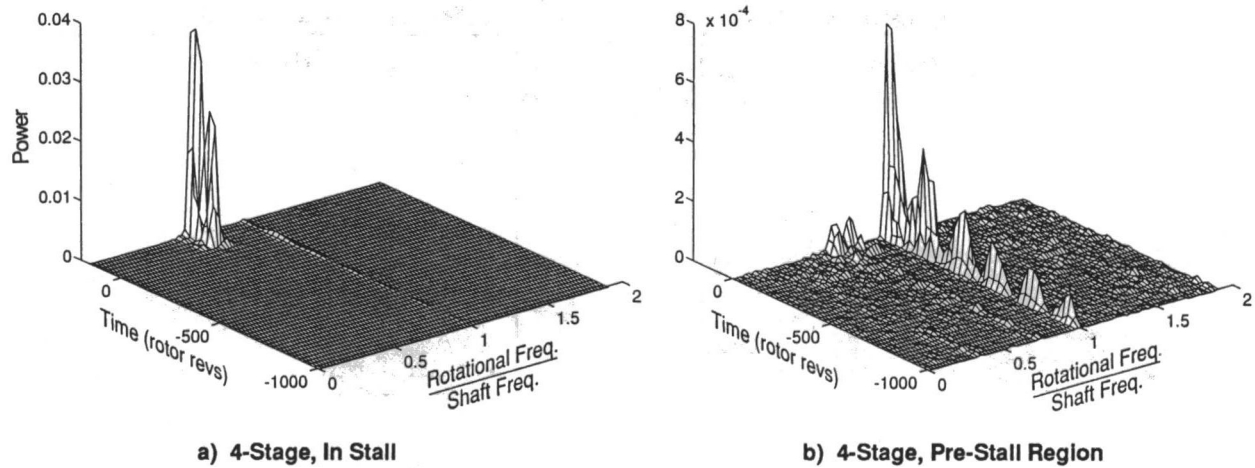 0.04
0.03
0.02
0.01
0
Power
0
-500
-1000
Time (rotor revs)
0
0.5
1
1.5
2
Rotational Freq.
Shaft Freq.
a) 4-Stage, In Stall
8 x 10^-4
6
4
2
0
0
-500
-1000
Time (rotor revs)
0
0.5
1
1.5
2
Rotational Freq.
Shaft Freq.
b) 4-Stage, Pre-Stall Region